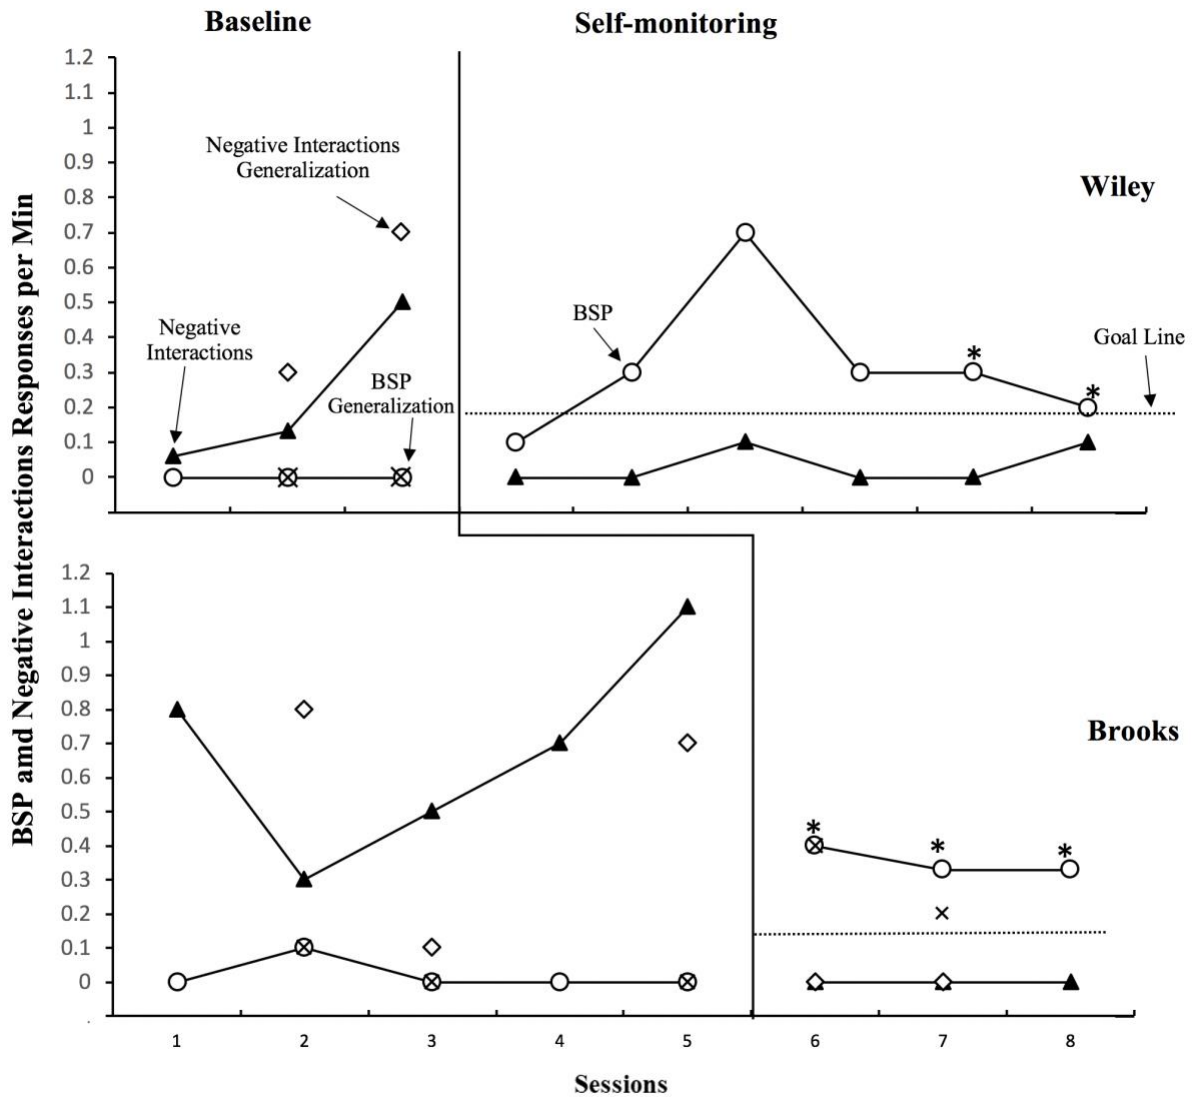 Baseline
Self-monitoring
BSP amd Negative Interactions Responses per Min
1.2
1.1
1
0.9
0.8
0.7
0.6
0.5
0.4
0.3
0.2
0.1
0
Negative Interactions
Generalization
Negative
Interactions
BSP
Generalization
BSP
Wiley
Goal Line
*
*
1.2
1.1
1
0.9
0.8
0.7
0.6
0.5
0.4
0.3
0.2
0.1
0
Brooks
*
*
*
1 2 3 4 5 6 7 8
Sessions